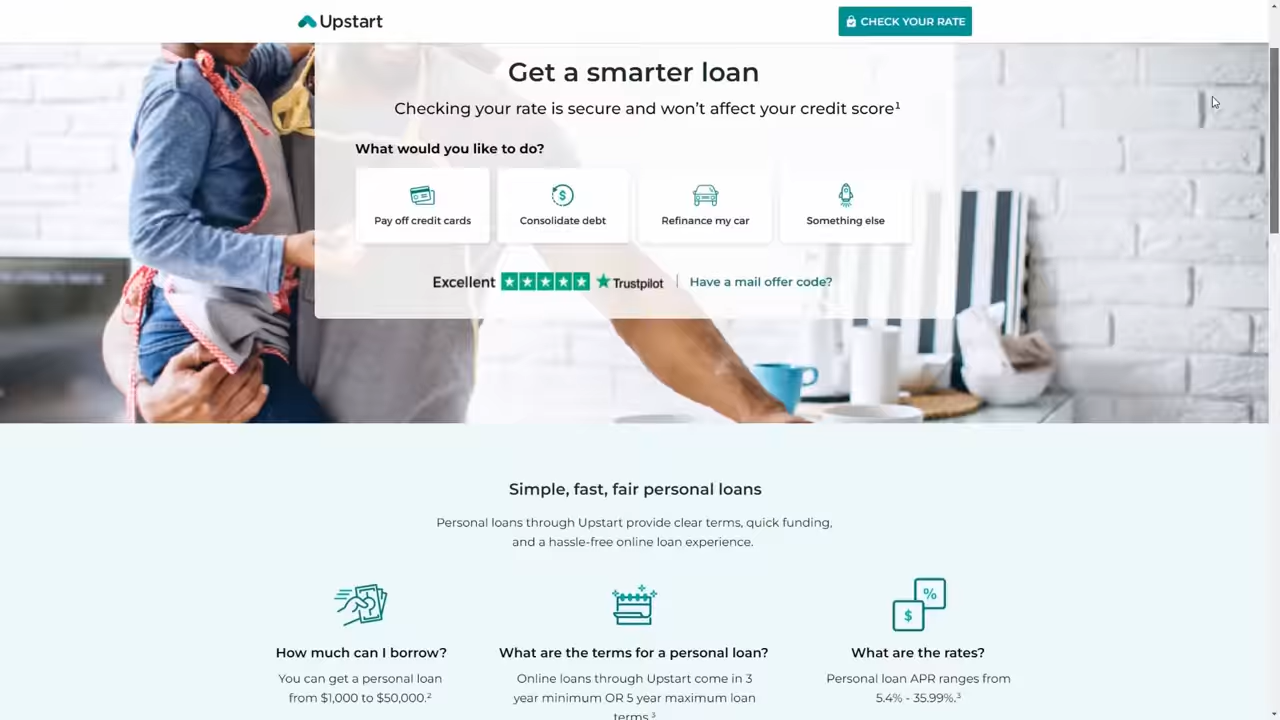 Upstart
CHECK YOUR RATE
Get a smarter loan
Checking your rate is secure and won’t affect your credit score¹
What would you like to do?
Pay off credit cards
Consolidate debt
Refinance my car
Something else
Excellent
Trustpilot
Have a mail offer code?
Simple, fast, fair personal loans
Personal loans through Upstart provide clear terms, quick funding,
and a hassle-free online loan experience.
$
%
$
How much can I borrow?
You can get a personal loan
from $1,000 to $50,000.²
What are the terms for a personal loan?
Online loans through Upstart come in 3
year minimum OR 5 year maximum loan
terms.³
What are the rates?
Personal loan APR ranges from
5.4% - 35.99%.³